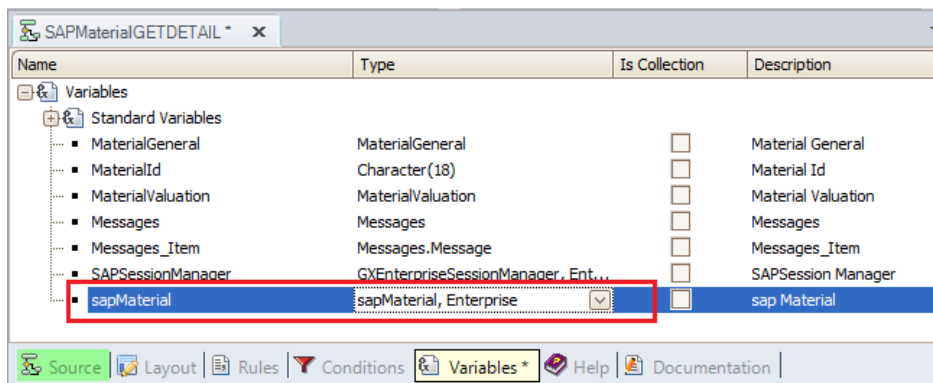 SAPMaterialGETDETAIL * x
Name Type Is Collection Description
Variables
Standard Variables
MaterialGeneral MaterialGeneral Material General
MaterialId Character(18) Material Id
MaterialValuation MaterialValuation Material Valuation
Messages Messages Messages
Messages_Item Messages.Message Messages_Item
SAPSessionManager GXEnterpriseSessionManager, Ent... SAPSession Manager
sapMaterial sapMaterial, Enterprise sap Material
Source Layout Rules Conditions Variables * Help Documentation